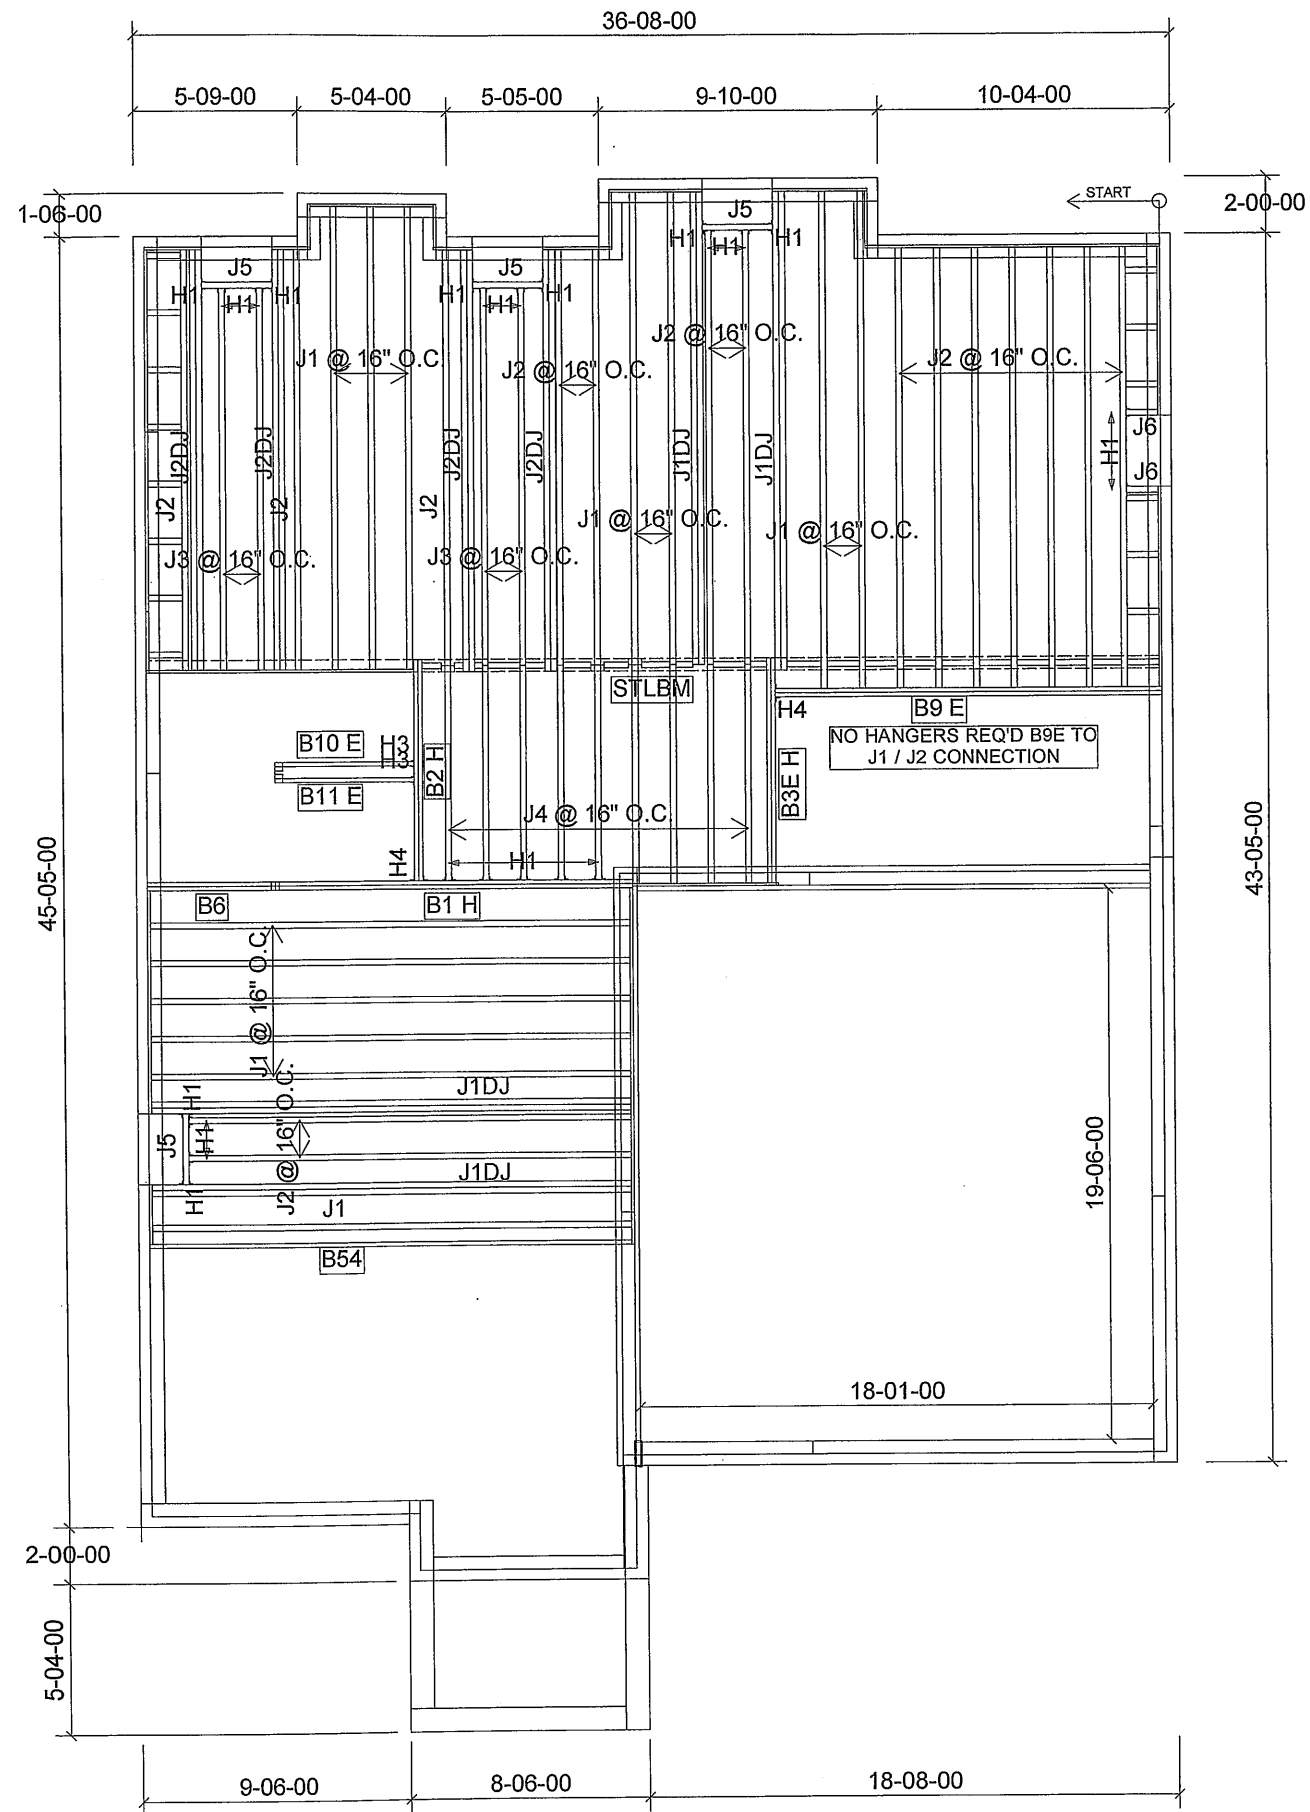 36-08-00
5-09-00
5-04-00
5-05-00
9-10-00
10-04-00
1-06-00
START
2-00-00
J5
J5
J5
H1
H1
H1
H1
H1
H1
H1
H1
H1
J1 @ 16" O.C.
J2 @ 16" O.C.
J2 @ 16" O.C.
J2 @ 16" O.C.
J2
J2DJ
J2DJ
J2
J2
J2DJ
J2DJ
J1DJ
J1DJ
H1
J6
J6
J3 @ 16" O.C.
J3 @ 16" O.C.
J1 @ 16" O.C.
J1 @ 16" O.C.
STLBM
H4
B9 E
NO HANGERS REQ'D B9E TO
J1 / J2 CONNECTION
B10 E
H3
H3
B11 E
B2 H
B3E H
J4 @ 16" O.C.
H4
H1
45-05-00
43-05-00
B6
B1 H
J1 @ 16" O.C.
J1DJ
H1
J5
H1
J2 @ 16" O.C.
J1DJ
H1
J1
B54
19-06-00
18-01-00
2-00-00
5-04-00
9-06-00
8-06-00
18-08-00